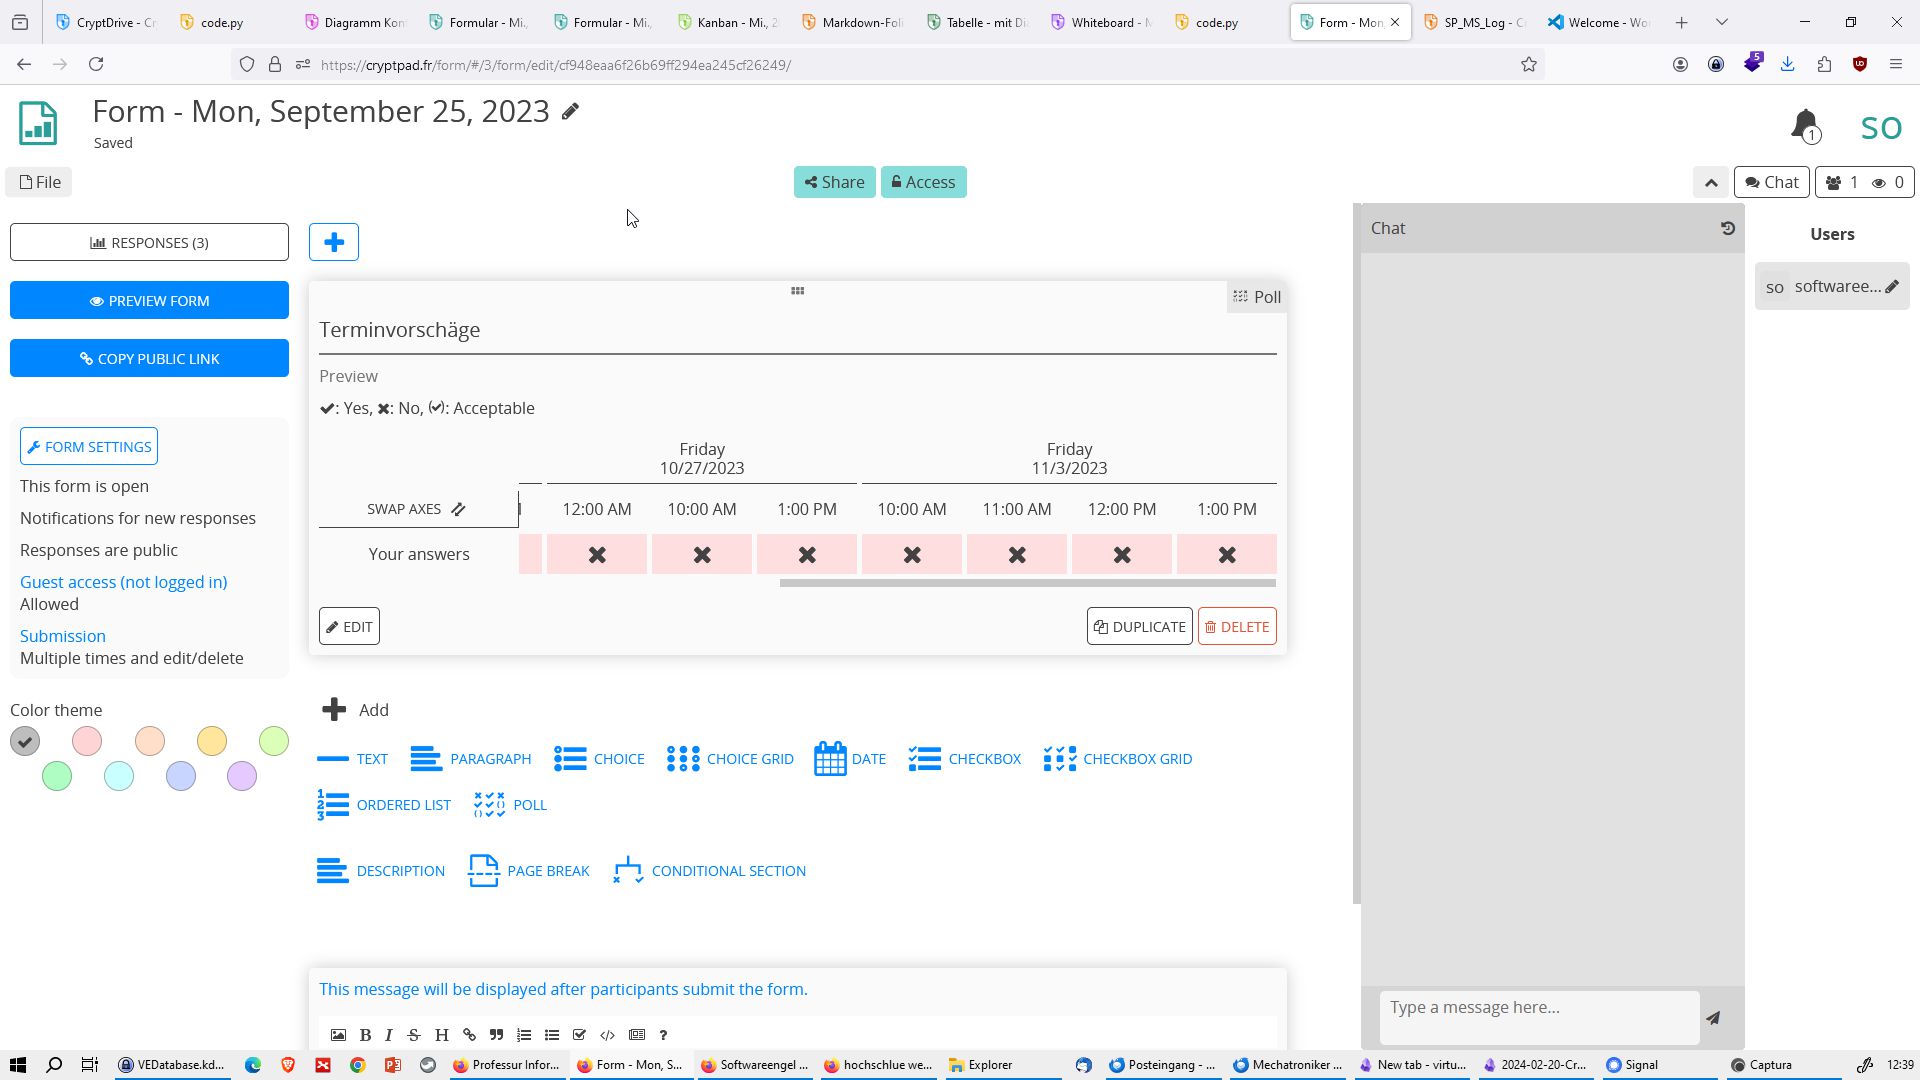 CryptDrive - Cr
code.py
Diagramm Kon
Formular - Mi.,
Formular - Mi.,
Kanban - Mi., 2
Markdown-Foli
Tabelle - mit Di
Whiteboard - M
code.py
Form - Mon,
SP_MS_Log - C
Welcome - Wo
https://cryptpad.fr/form/#/3/form/edit/cf948eaa6f26b69ff294ea245cf26249/
5
Form - Mon, September 25, 2023
Saved
1
SO
File
Share
Access
Chat
1
0
RESPONSES (3)
PREVIEW FORM
COPY PUBLIC LINK
FORM SETTINGS
This form is open
Notifications for new responses
Responses are public
Guest access (not logged in)
Allowed
Submission
Multiple times and edit/delete
Color theme
Poll
Terminvorschäge
Preview
: Yes, : No, : Acceptable
Friday
10/27/2023
Friday
11/3/2023
SWAP AXES
12:00 AM
10:00 AM
1:00 PM
10:00 AM
11:00 AM
12:00 PM
1:00 PM
Your answers
EDIT
DUPLICATE
DELETE
Add
TEXT
PARAGRAPH
CHOICE
CHOICE GRID
DATE
CHECKBOX
CHECKBOX GRID
ORDERED LIST
POLL
DESCRIPTION
PAGE BREAK
CONDITIONAL SECTION
This message will be displayed after participants submit the form.
Chat
Type a message here...
Users
so
softwaree...
VEDatabase.kd...
Professur Infor...
Form - Mon, S...
Softwareengel ...
hochschlue we...
Explorer
Posteingang - ...
Mechatroniker ...
New tab - virtu...
2024-02-20-Cr...
Signal
Captura
12:39